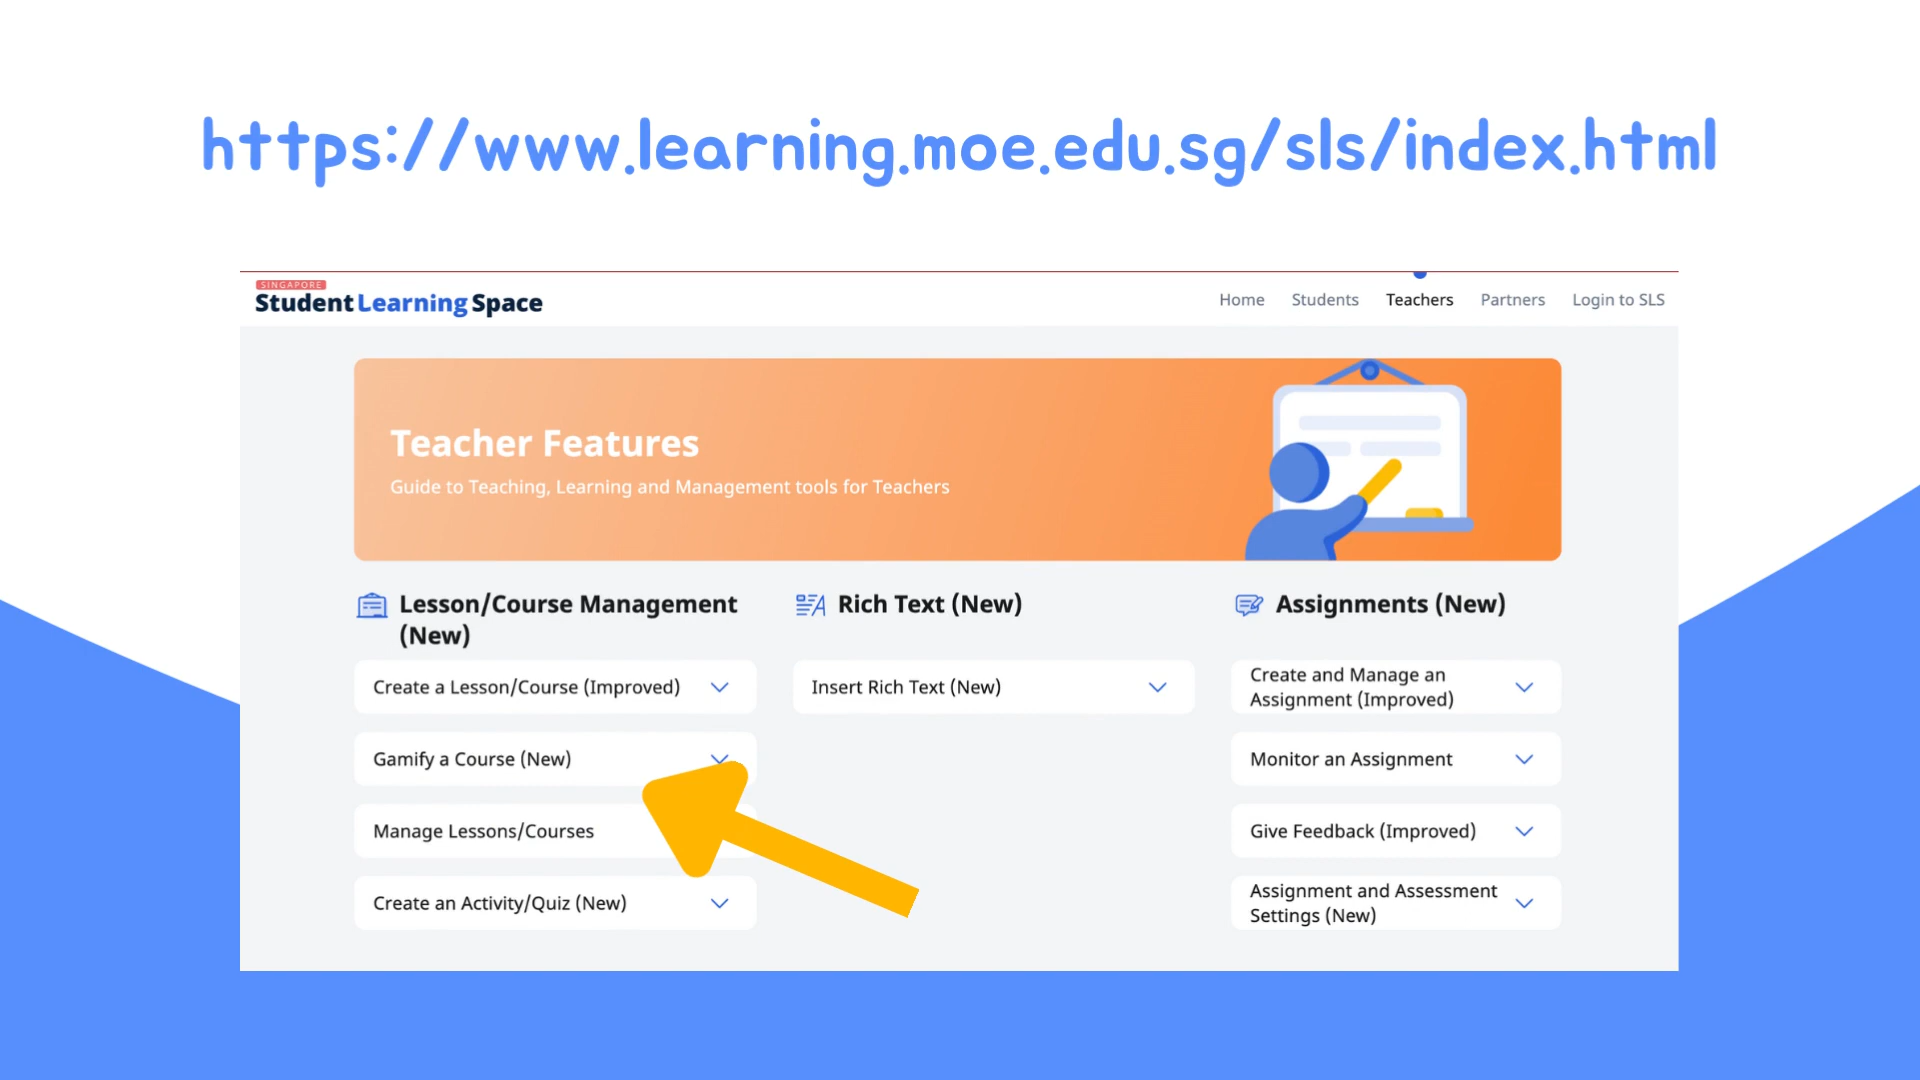 https://www.learning.moe.edu.sg/sls/index.html
SINGAPORE
Student Learning Space
Home Students Teachers Partners Login to SLS
Teacher Features
Guide to Teaching, Learning and Management tools for Teachers
Lesson/Course Management
(New)
Create a Lesson/Course (Improved)
Gamify a Course (New)
Manage Lessons/Courses
Create an Activity/Quiz (New)
Rich Text (New)
Insert Rich Text (New)
Assignments (New)
Create and Manage an
Assignment (Improved)
Monitor an Assignment
Give Feedback (Improved)
Assignment and Assessment
Settings (New)